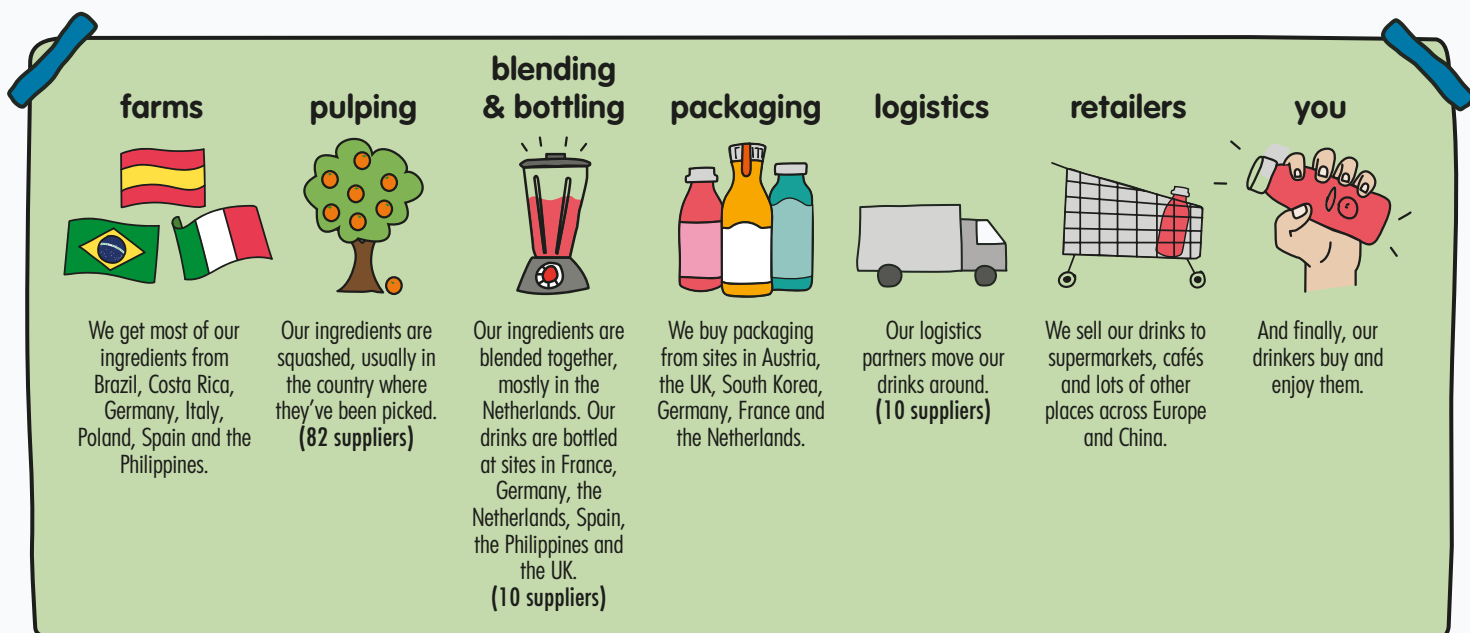 farms
We get most of our
ingredients from
Brazil, Costa Rica,
Germany, Italy,
Poland, Spain and the
Philippines.
pulping
Our ingredients are
squashed, usually in
the country where
they've been picked.
(82 suppliers)
blending
& bottling
Our ingredients are
blended together,
mostly in the
Netherlands. Our
drinks are bottled
at sites in France,
Germany, the
Netherlands, Spain,
the Philippines and
the UK.
(10 suppliers)
packaging
We buy packaging
from sites in Austria,
the UK, South Korea,
Germany, France and
the Netherlands.
logistics
Our logistics
partners move our
drinks around.
(10 suppliers)
retailers
We sell our drinks to
supermarkets, cafés
and lots of other
places across Europe
and China.
you
And finally, our
drinkers buy and
enjoy them.